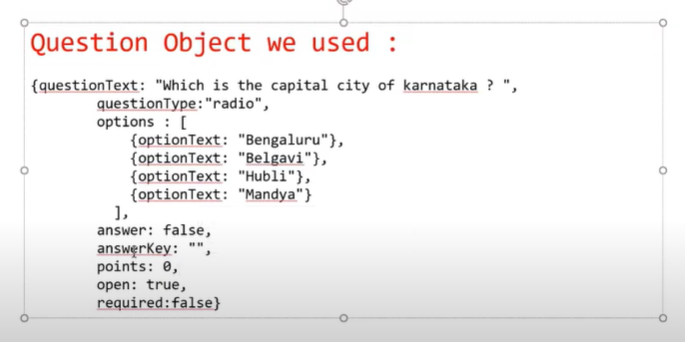 Question Object we used :
{questionText: "Which is the capital city of karnataka ? ",
questionType:"radio",
options : [
{optionText: "Bengaluru"},
{optionText: "Belgavi"},
{optionText: "Hubli"},
{optionText: "Mandya"}
],
answer: false,
answerKey: "",
points: 0,
open: true,
required:false}